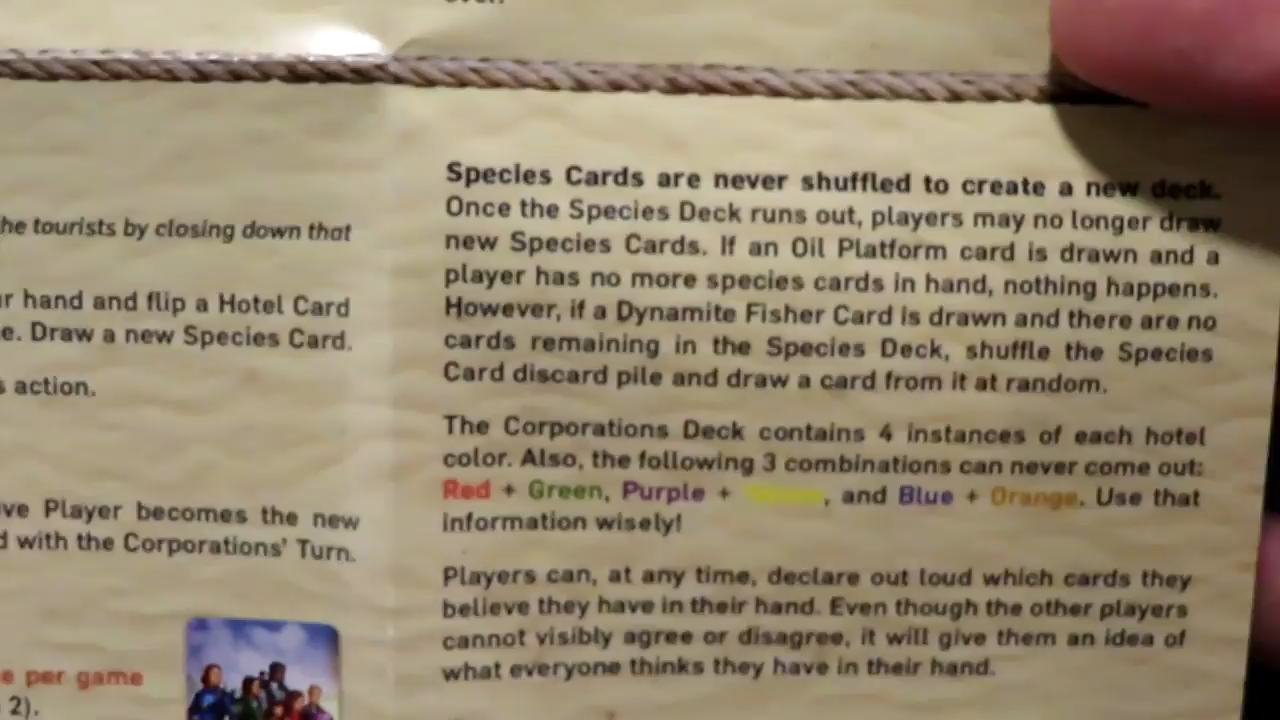 he tourists by closing down that
r hand and flip a Hotel Card
e. Draw a new Species Card.
s action.
ve Player becomes the new
d with the Corporations' Turn.
e per game
2).
Species Cards are never shuffled to create a new deck.
Once the Species Deck runs out, players may no longer draw
new Species Cards. If an Oil Platform card is drawn and a
player has no more species cards in hand, nothing happens.
However, if a Dynamite Fisher Card is drawn and there are no
cards remaining in the Species Deck, shuffle the Species
Card discard pile and draw a card from it at random.
The Corporations Deck contains 4 instances of each hotel
color. Also, the following 3 combinations can never come out:
Red + Green, Purple + , and Blue + Orange. Use that
information wisely!
Players can, at any time, declare out loud which cards they
believe they have in their hand. Even though the other players
cannot visibly agree or disagree, it will give them an idea of
what everyone thinks they have in their hand.